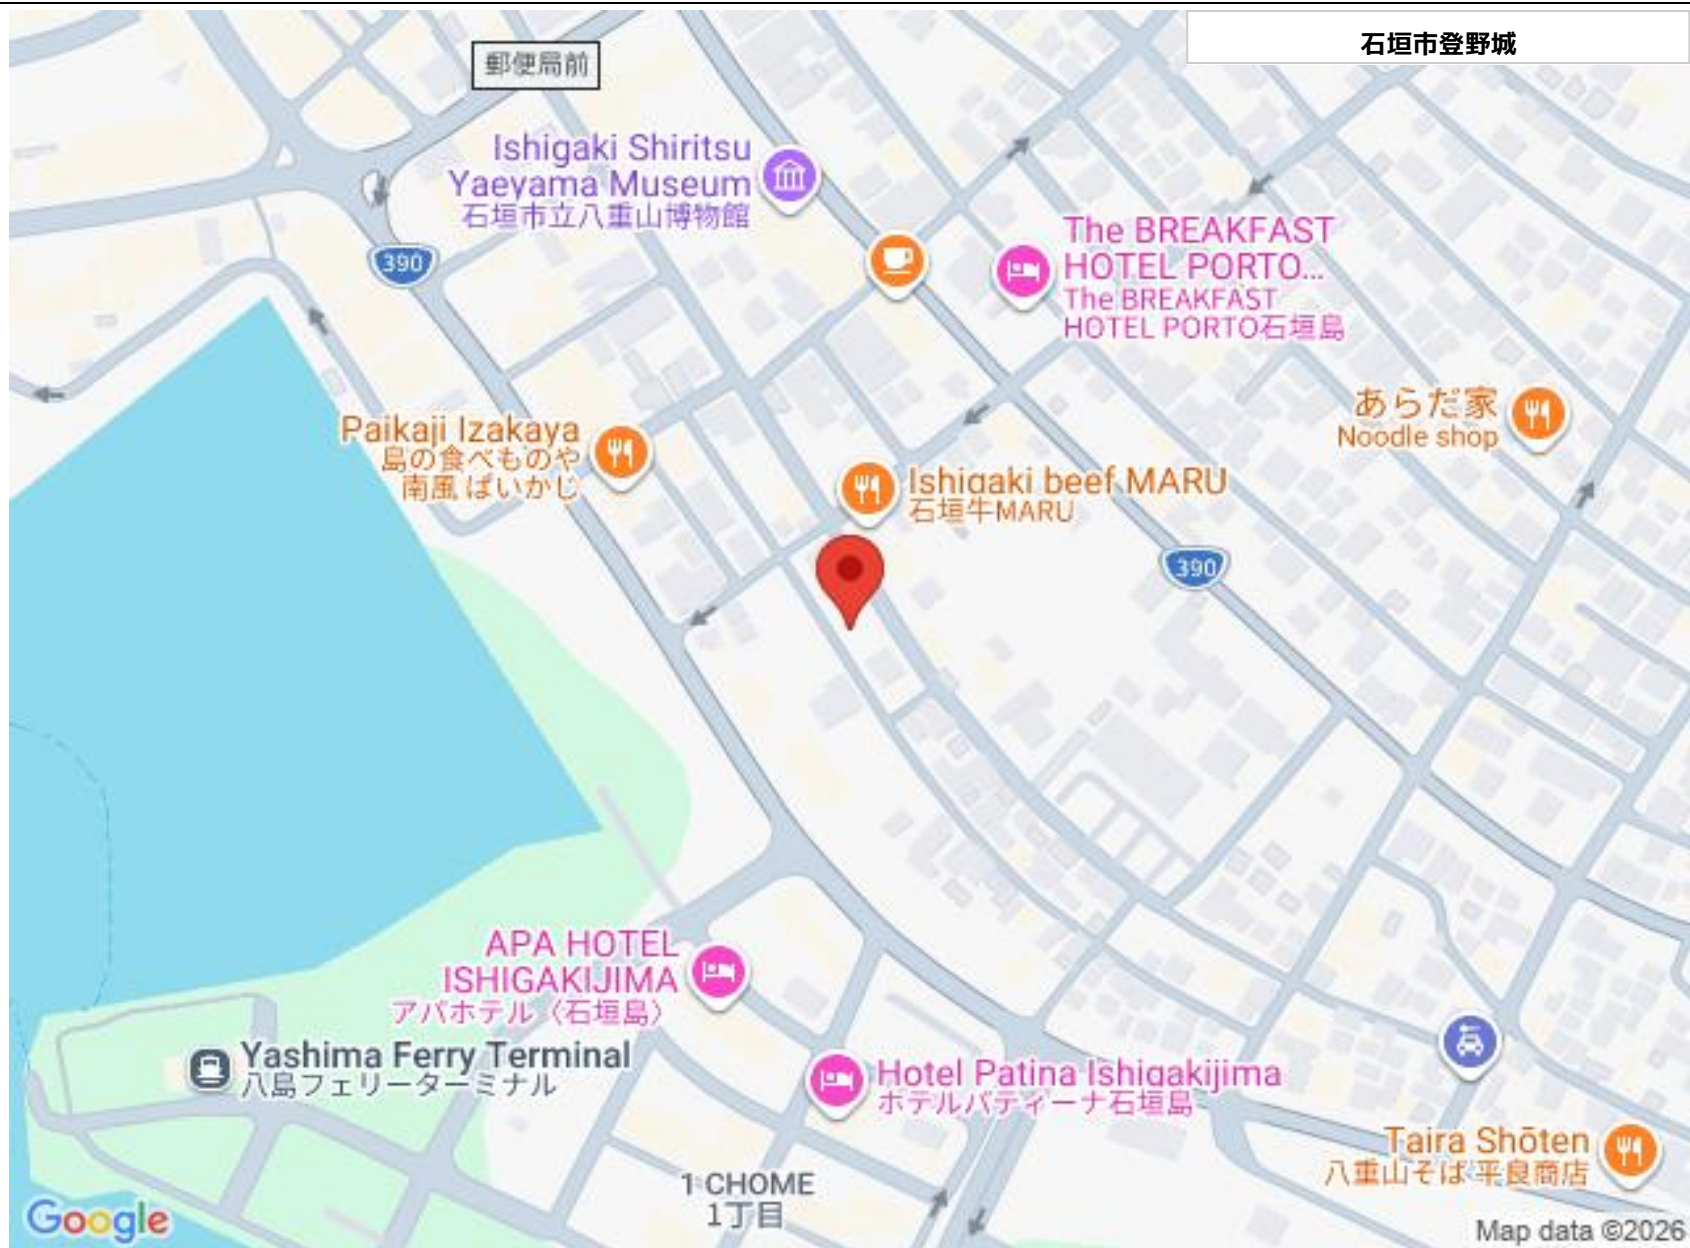 石垣市登野城
郵便局前
Ishigaki Shiritsu
Yaeyama Museum
石垣市立八重山博物館
390
The BREAKFAST
HOTEL PORTO...
The BREAKFAST
HOTEL PORTO石垣島
あらだ家
Noodle shop
Paikaji Izakaya
島の食べものや
南風 ぱいかじ
Ishigaki beef MARU
石垣牛MARU
390
APA HOTEL
ISHIGAKIJIMA
アパホテル〈石垣島〉
Yashima Ferry Terminal
八島フェリーターミナル
Hotel Patina Ishigakijima
ホテルパティーナ石垣島
Taira Shōten
八重山そば 平良商店
1 CHOME
1丁目
Google
Map data ©2026